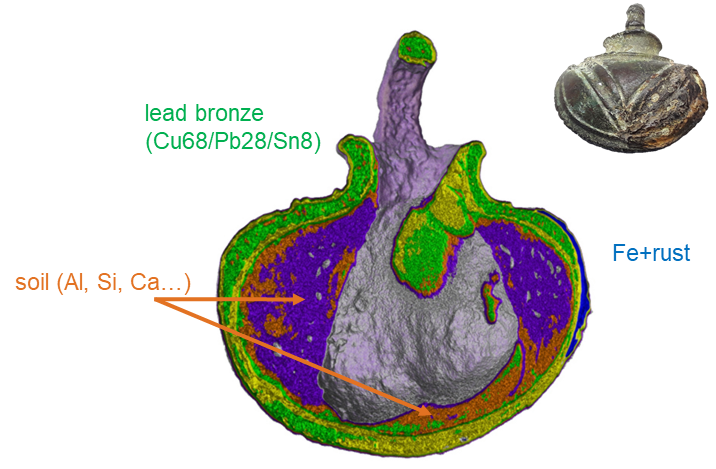 lead bronze
(Cu68/Pb28/Sn8)
Fe+rust
soil (Al, Si, Ca…)